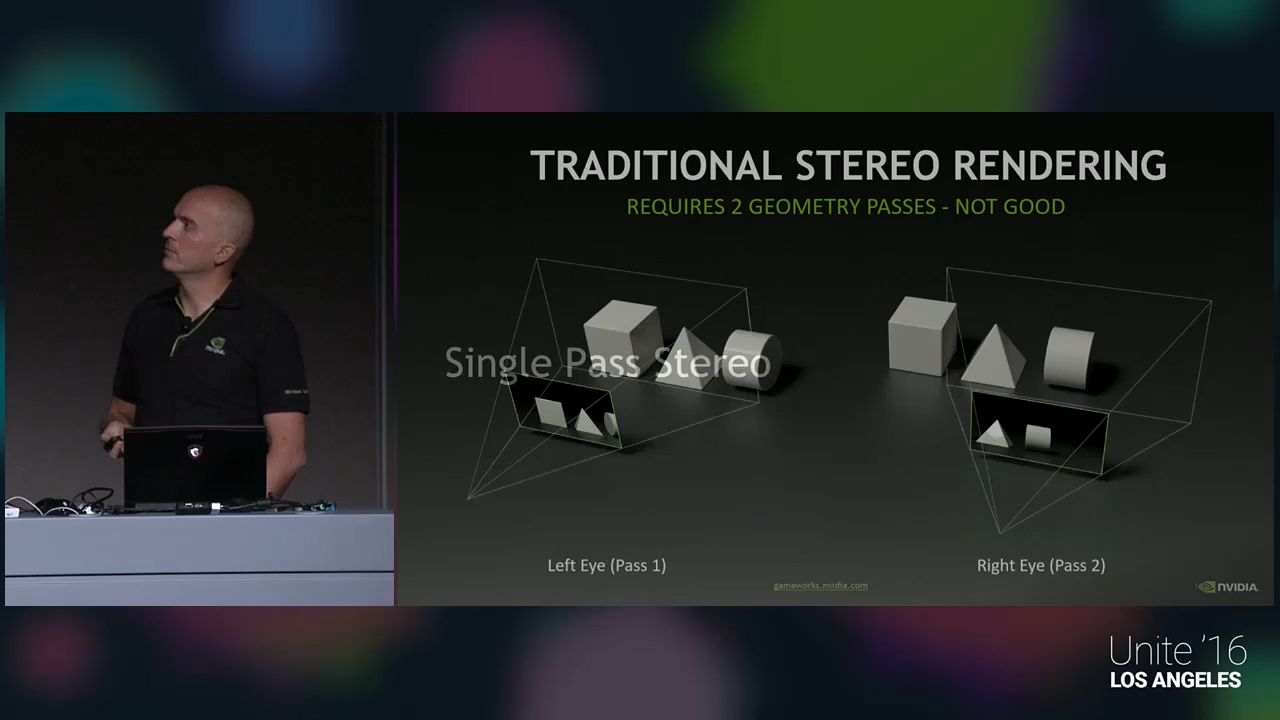 TRADITIONAL STEREO RENDERING
REQUIRES 2 GEOMETRY PASSES - NOT GOOD
Single Pass Stereo
Left Eye (Pass 1)
Right Eye (Pass 2)
gameworks.nvidia.com
NVIDIA.
Unite '16
LOS ANGELES